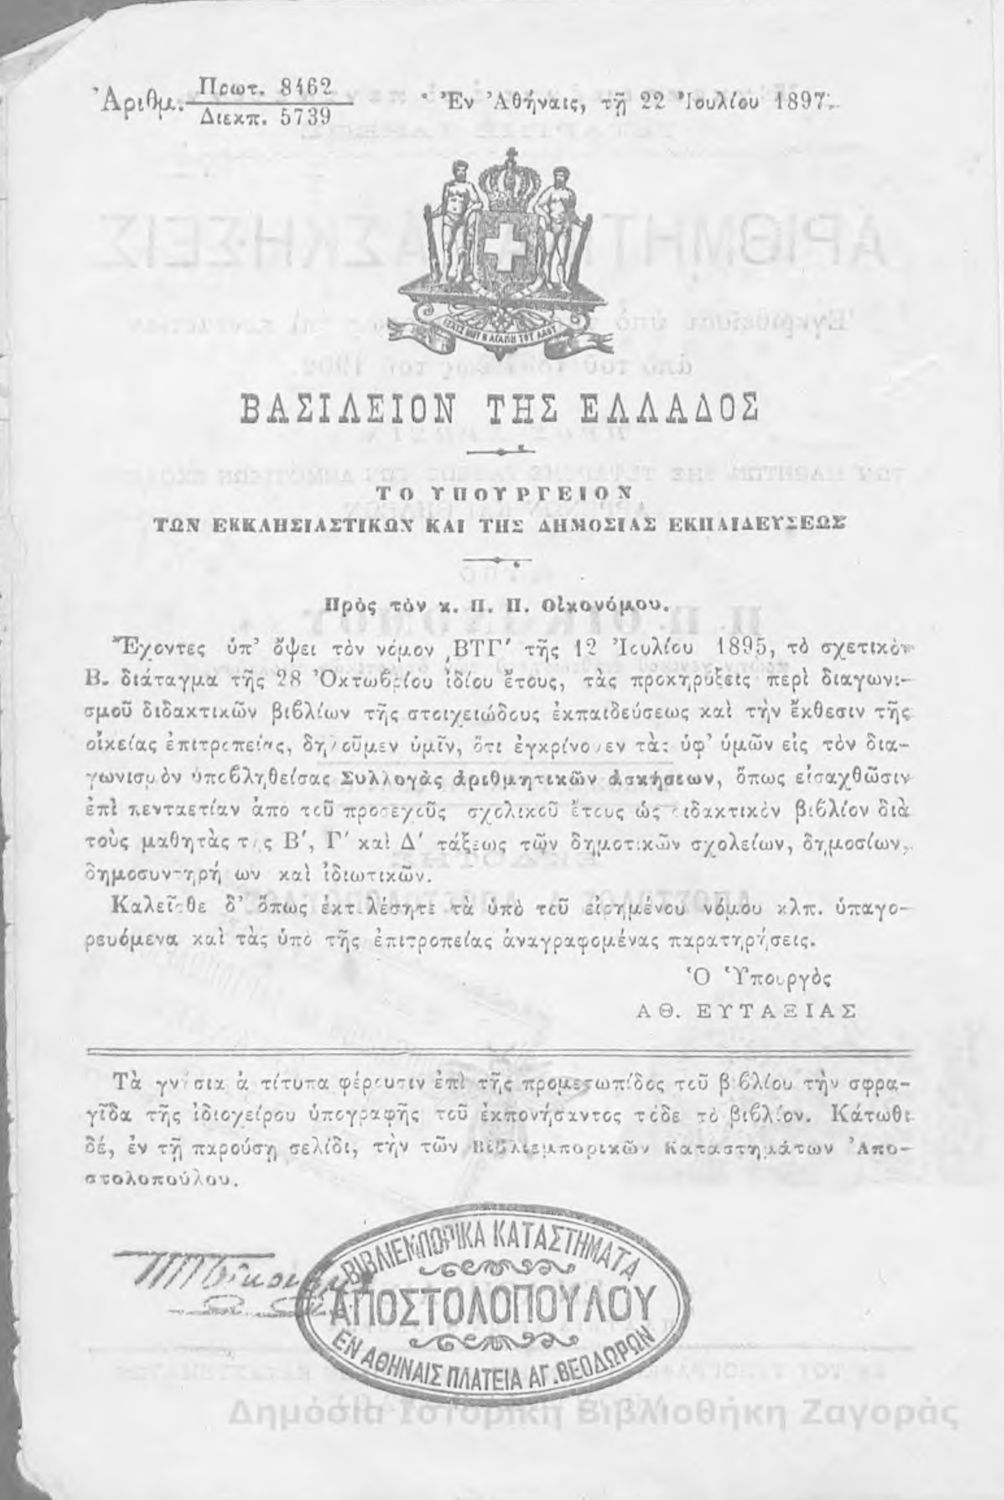 Ἀριθμ. Πρωτ. 8462
Διεκπ. 5739
Ἐν Ἀθήναις, τῇ 22 Ἰουλίου 1897.
ΒΑΣΙΛΕΙΟΝ ΤΗΣ ΕΛΛΑΔΟΣ
ΤΟ ΥΠΟΥΡΓΕΙΟΝ
ΤΩΝ ΕΚΚΛΗΣΙΑΣΤΙΚΩΝ ΚΑΙ ΤΗΣ ΔΗΜΟΣΙΑΣ ΕΚΠΑΙΔΕΥΣΕΩΣ
Πρὸς τὸν κ. Π. Π. Οἰκονόμου.
Ἔχοντες ὑπ' ὄψει τὸν νόμον ͵ΒΤΓ' τῆς 12 Ἰουλίου 1895, τὸ σχετικὸν
Β. διάταγμα τῆς 28 Ὀκτωβρίου ἰδίου ἔτους, τὰς προκηρύξεις περὶ διαγωνι-
σμοῦ διδακτικῶν βιβλίων τῆς στοιχειώδους ἐκπαιδεύσεως καὶ τὴν ἔκθεσιν τῆς
οἰκείας ἐπιτροπείας, δηλοῦμεν ὑμῖν, ὅτι ἐγκρίνομεν τὰς ὑφ' ὑμῶν εἰς τὸν δια-
γωνισμὸν ὑποβληθείσας Συλλογὰς ἀριθμητικῶν ἀσκήσεων, ὅπως εἰσαχθῶσιν
ἐπὶ πενταετίαν ἀπὸ τοῦ προσεχοῦς σχολικοῦ ἔτους ὡς διδακτικὸν βιβλίον διὰ
τοὺς μαθητὰς τῆς Β', Γ' καὶ Δ' τάξεως τῶν δημοτικῶν σχολείων, δημοσίων,
δημοσυντηρήτων καὶ ἰδιωτικῶν.
Καλεῖσθε δ' ὅπως ἐκτελέσητε τὰ ὑπὸ τοῦ εἰρημένου νόμου κλπ. ὑπαγο-
ρευόμενα καὶ τὰς ὑπὸ τῆς ἐπιτροπείας ἀναγραφομένας παρατηρήσεις.
Ὁ Ὑπουργὸς
ΑΘ. ΕΥΤΑΞΙΑΣ
Τὰ γνήσια ἀντίτυπα φέρουσιν ἐπὶ τῆς προμετωπίδος τοῦ βιβλίου τὴν σφρα-
γῖδα τῆς ἰδιοχείρου ὑπογραφῆς τοῦ ἐκπονήσαντος τόδε τὸ βιβλίον. Κάτωθι
δέ, ἐν τῇ παρούσῃ σελίδι, τὴν τῶν Βιβλιεμπορικῶν Καταστημάτων Ἀπο-
στολοπούλου.
ΒΙΒΛΙΕΜΠΟΡΙΚΑ ΚΑΤΑΣΤΗΜΑΤΑ
ΑΠΟΣΤΟΛΟΠΟΥΛΟΥ
ΕΝ ΑΘΗΝΑΙΣ ΠΛΑΤΕΙΑ ΑΓ. ΘΕΟΔΩΡΩΝ
Δημόσια Ιστορική Βιβλιοθήκη Ζαγοράς